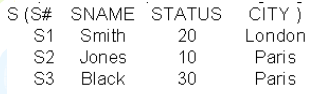 S (S# SNAME STATUS CITY )
S1 Smith 20 London
S2 Jones 10 Paris
S3 Black 30 Paris